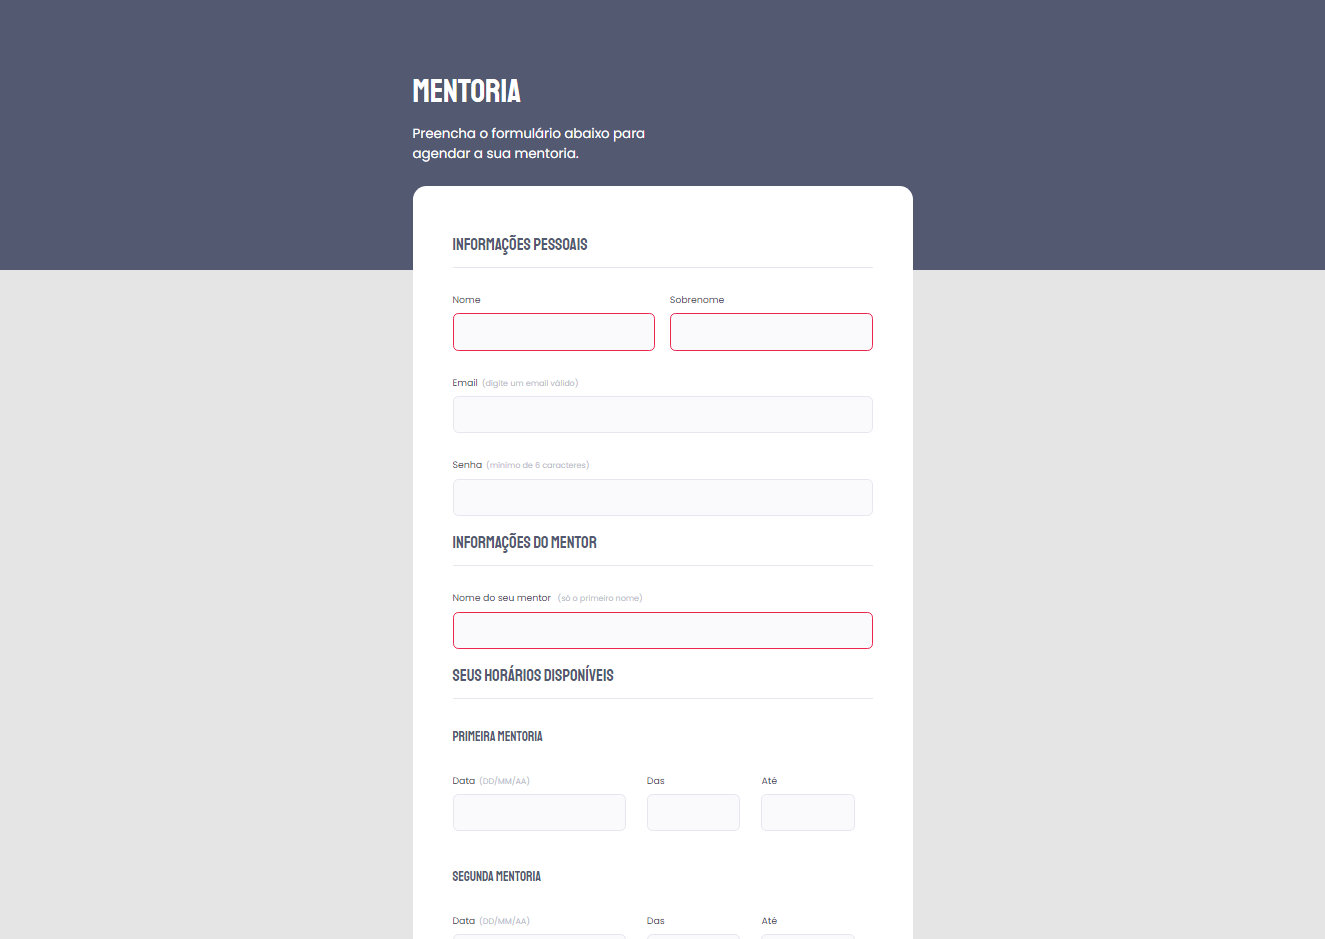 MENTORIA
Preencha o formulário abaixo para
agendar a sua mentoria.
INFORMAÇÕES PESSOAIS
Nome Sobrenome
Email (digite um email válido)
Senha (mínimo de 6 caracteres)
INFORMAÇÕES DO MENTOR
Nome do seu mentor (só o primeiro nome)
SEUS HORÁRIOS DISPONÍVEIS
PRIMEIRA MENTORIA
Data (DD/MM/AA) Das Até
SEGUNDA MENTORIA
Data (DD/MM/AA) Das Até